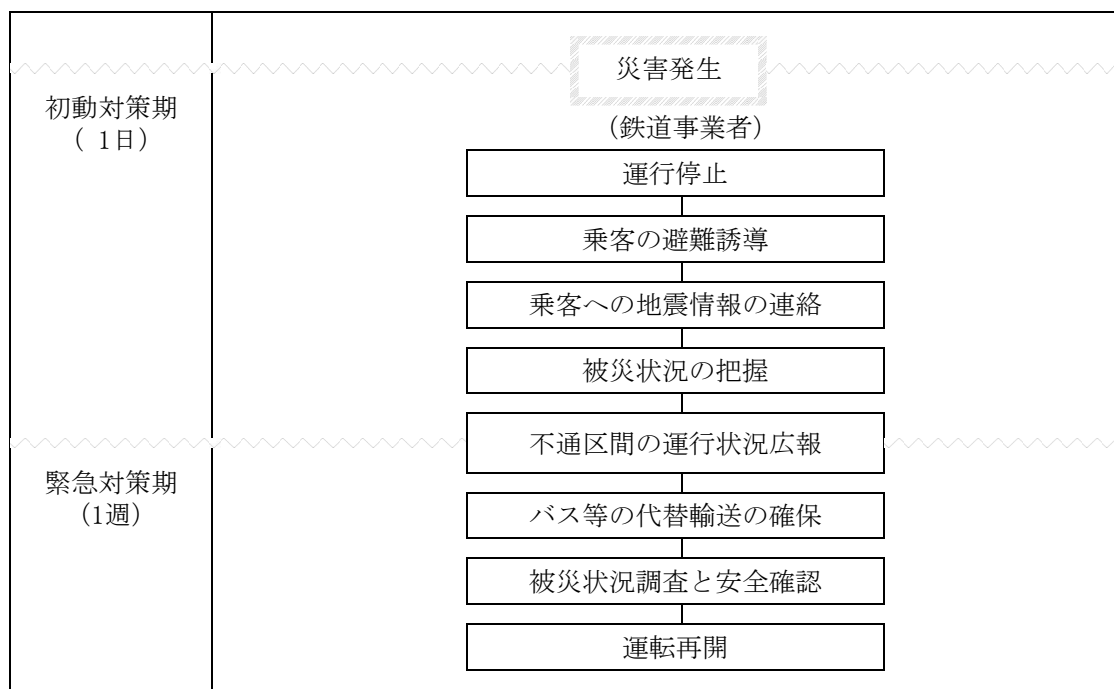 災害発生
初動対策期
( 1日)
(鉄道事業者)
運行停止
乗客の避難誘導
乗客への地震情報の連絡
被災状況の把握
不通区間の運行状況広報
緊急対策期
(1週)
バス等の代替輸送の確保
被災状況調査と安全確認
運転再開